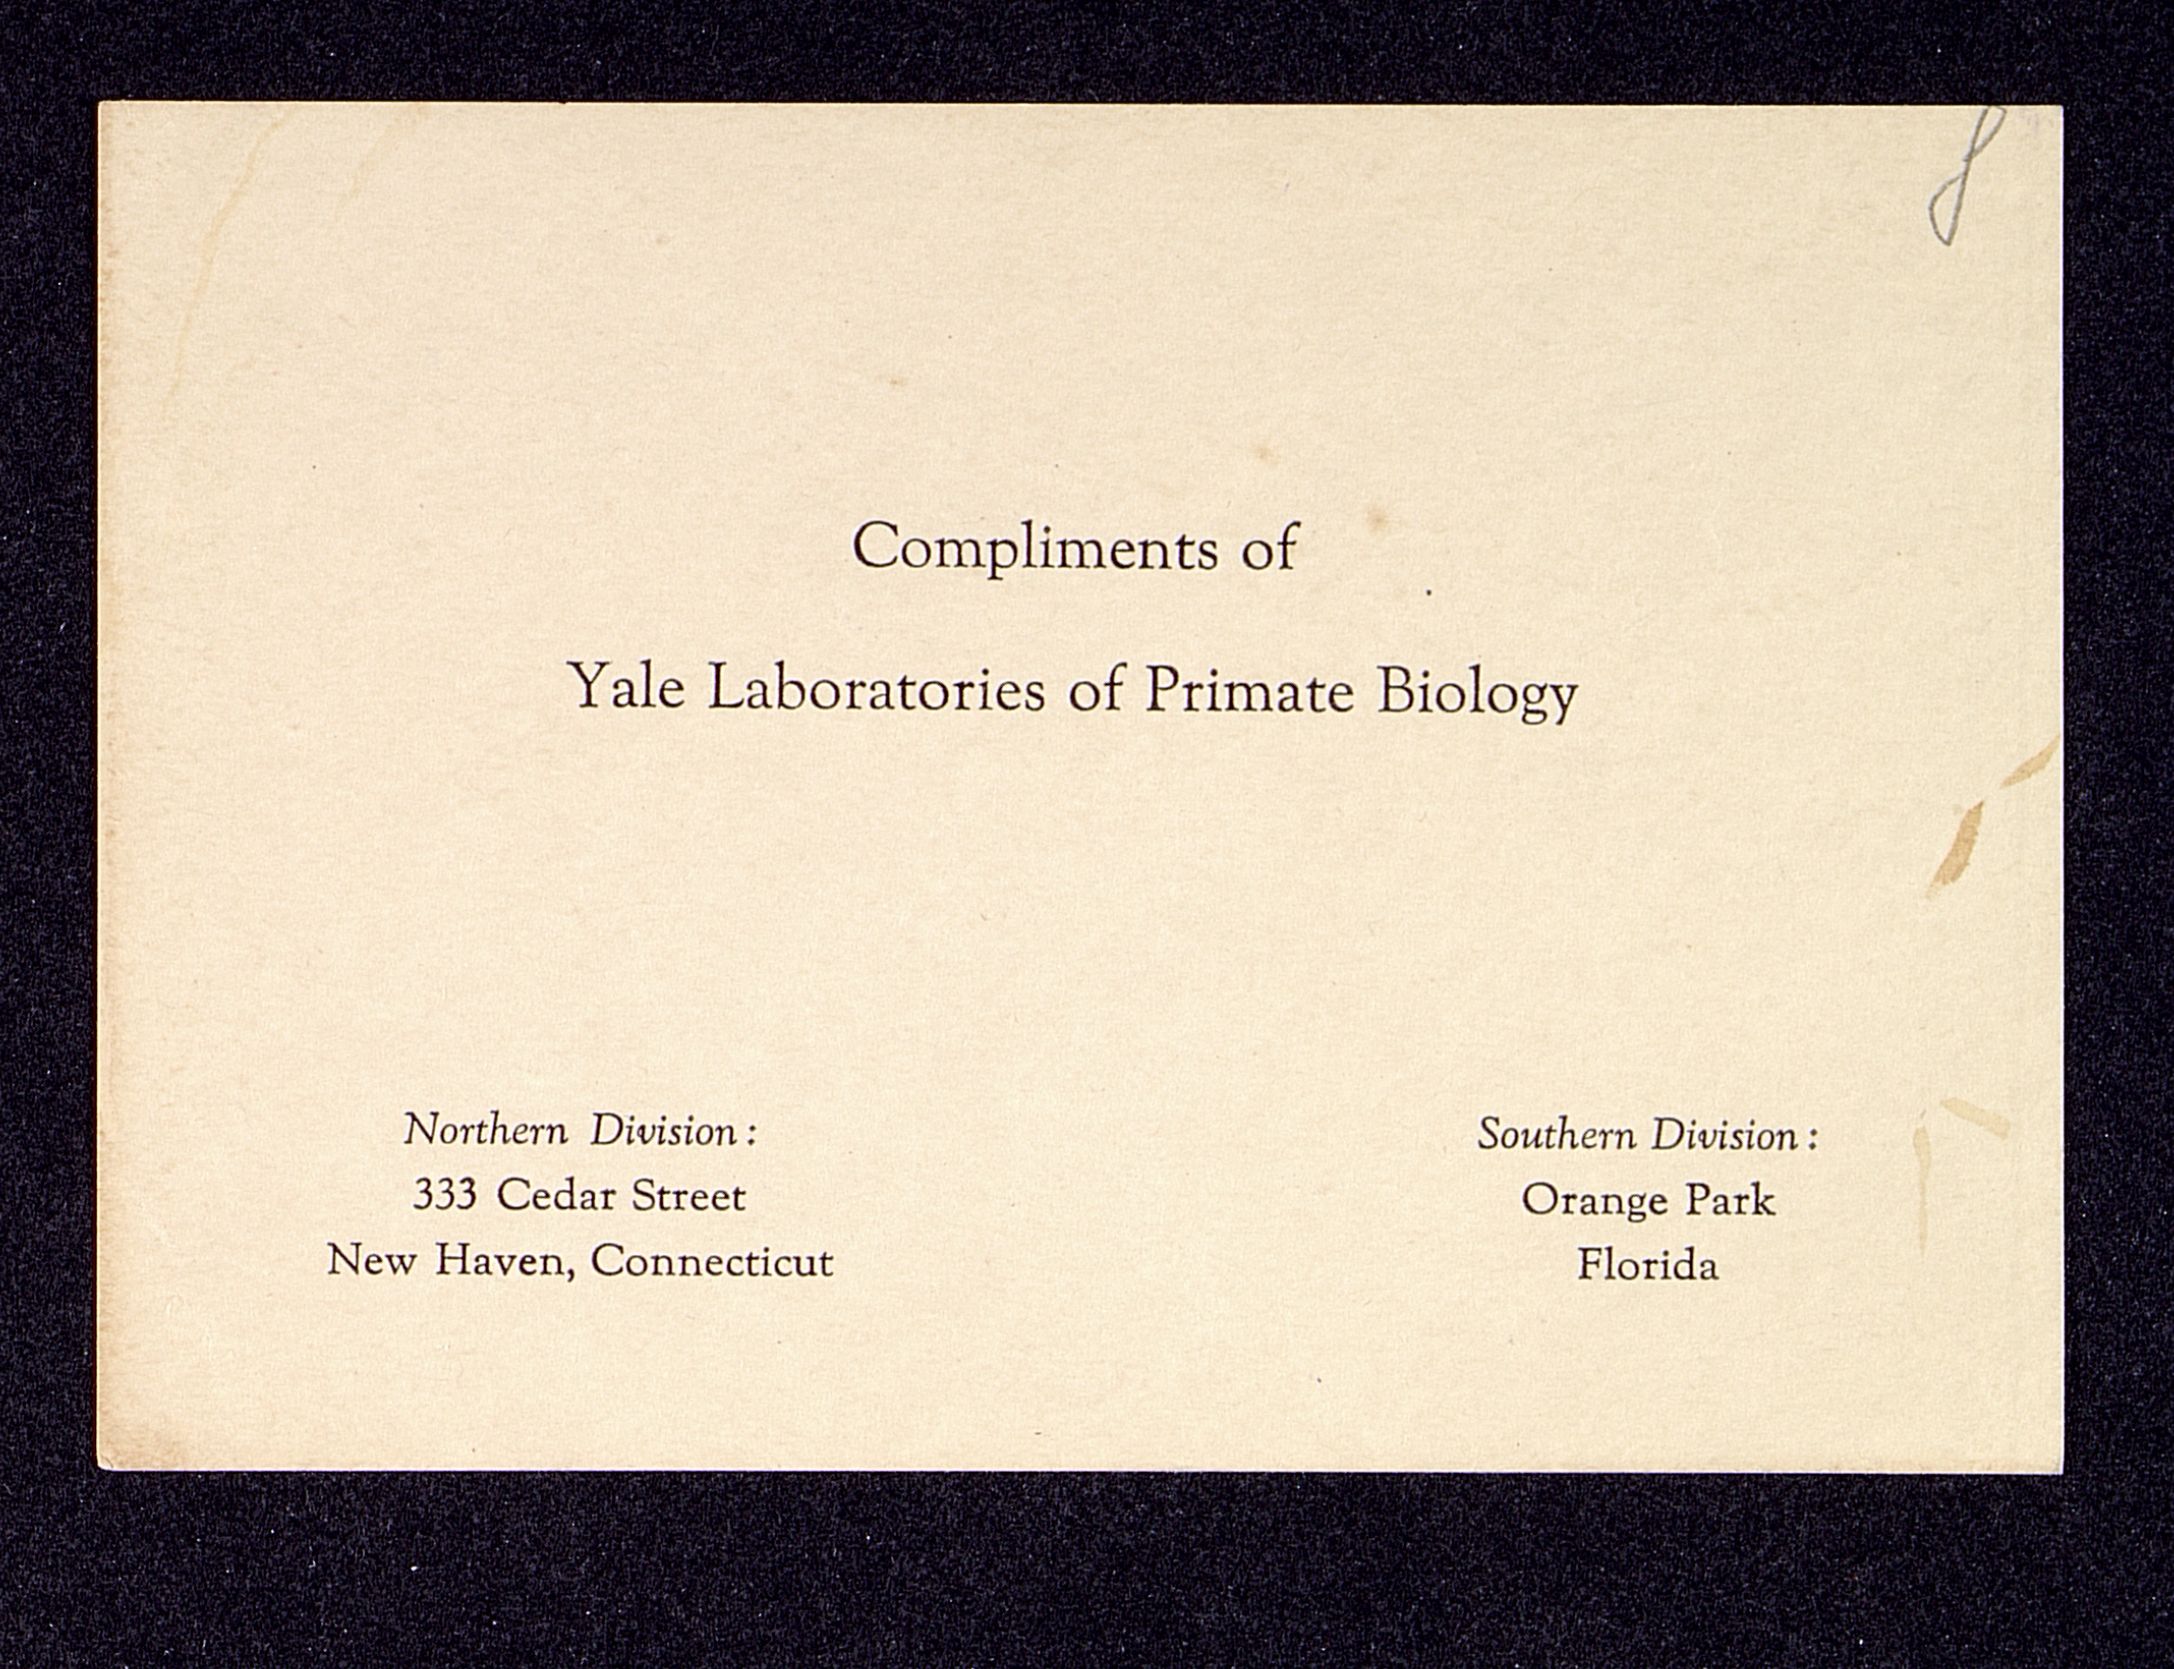 Compliments of
Yale Laboratories of Primate Biology
Northern Division:
333 Cedar Street
New Haven, Connecticut
Southern Division:
Orange Park
Florida